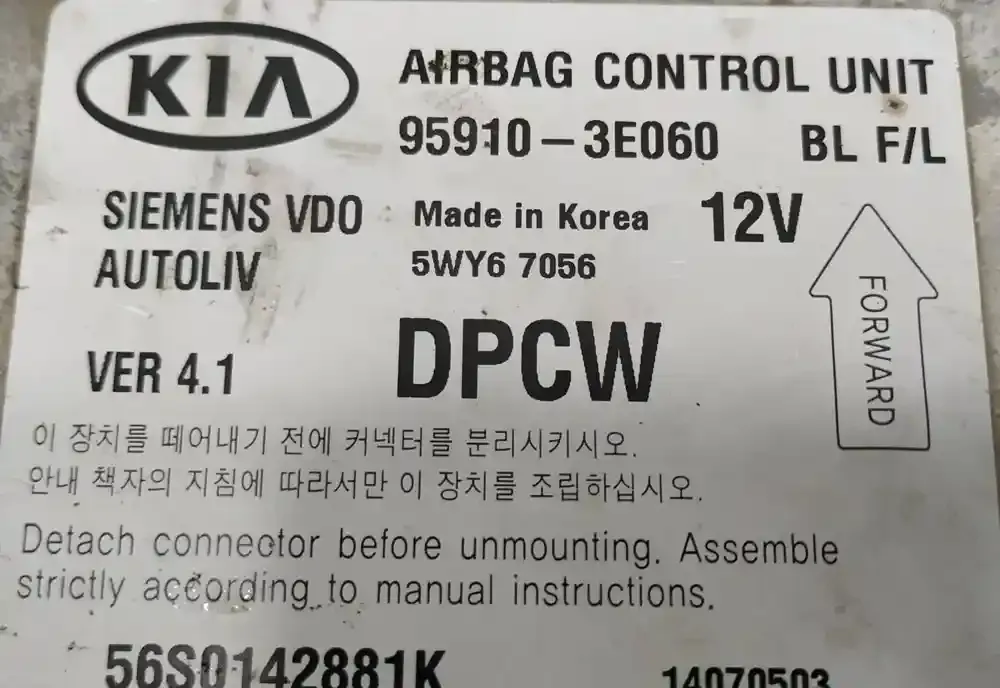 KIA
AIRBAG CONTROL UNIT
95910-3E060 BL F/L
SIEMENS VDO Made in Korea 12V
AUTOLIV 5WY6 7056
FORWARD
VER 4.1 DPCW
이 장치를 떼어내기 전에 커넥터를 분리시키시오.
안내 책자의 지침에 따라서만 이 장치를 조립하십시오.
Detach connector before unmounting. Assemble
strictly according to manual instructions.
56S0142881K 14070503